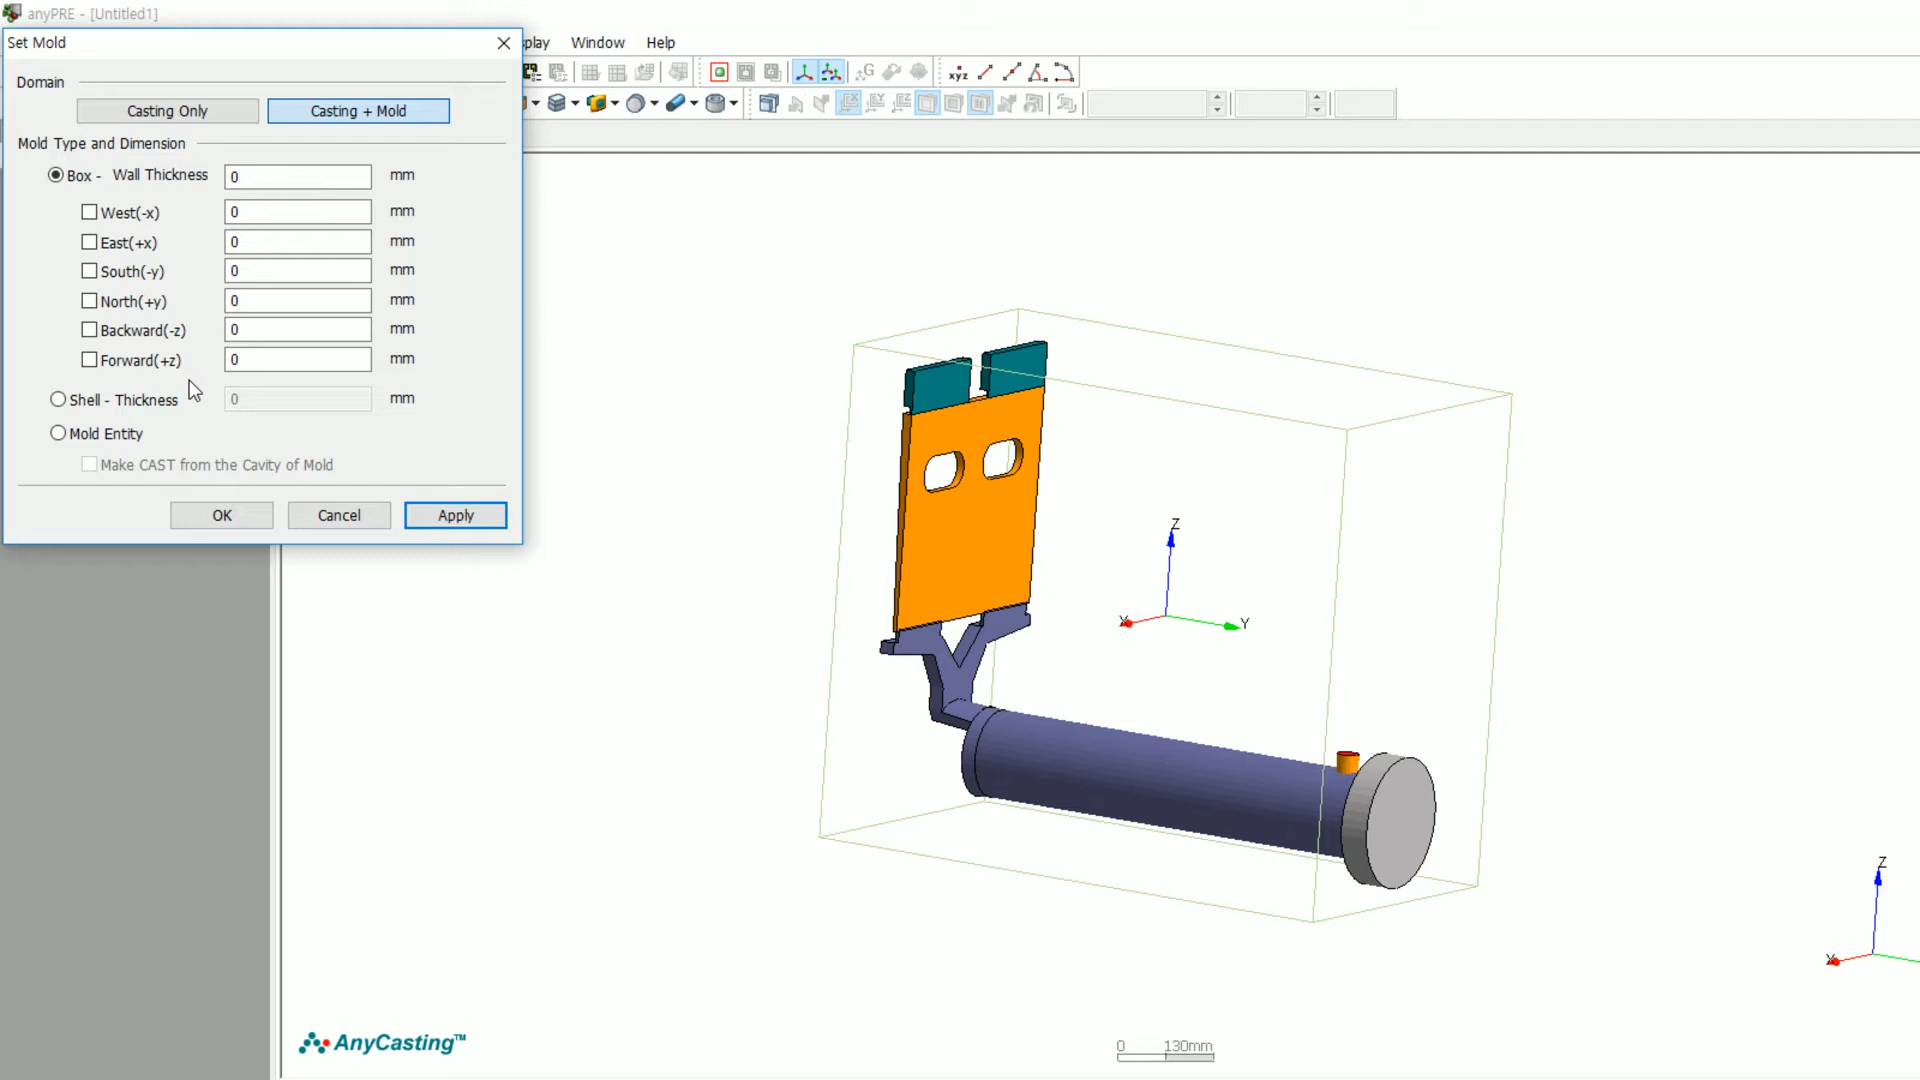 anyPRE - [Untitled1]
Set Mold
Window Help
Domain
Casting Only Casting + Mold
Mold Type and Dimension
Box - Wall Thickness 0 mm
West(-x) 0 mm
East(+x) 0 mm
South(-y) 0 mm
North(+y) 0 mm
Backward(-z) 0 mm
Forward(+z) 0 mm
Shell - Thickness 0 mm
Mold Entity
Make CAST from the Cavity of Mold
OK Cancel Apply
xyz
Z
X Y
Z
X
AnyCasting™
0 130mm